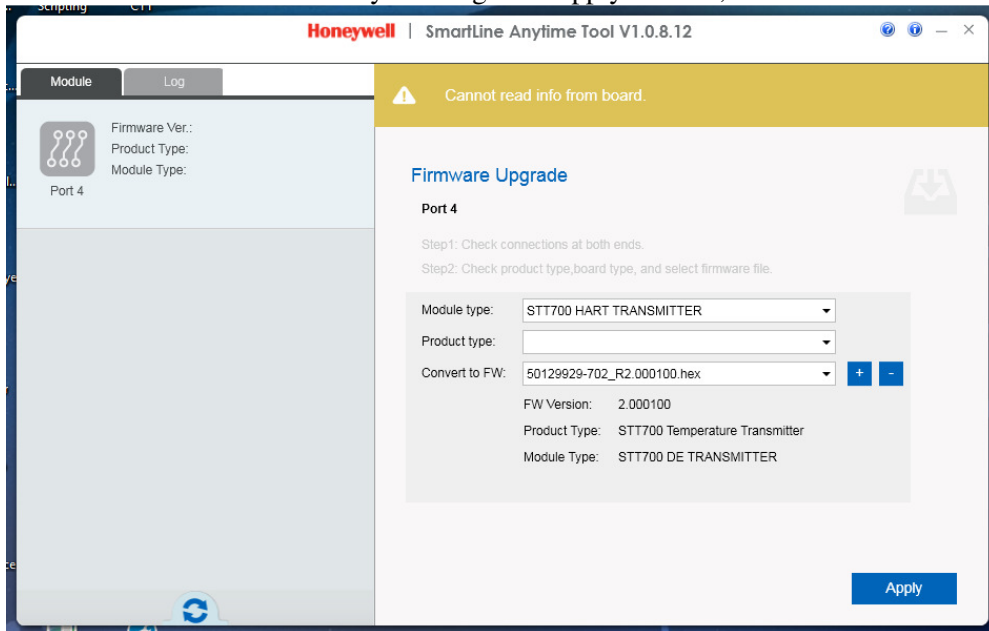 Scripting CTT
Honeywell | SmartLine Anytime Tool V1.0.8.12
Module Log
Cannot read info from board.
Firmware Ver.:
Product Type:
Module Type:
Port 4
Firmware Upgrade
Port 4
Step1: Check connections at both ends.
Step2: Check product type,board type, and select firmware file.
Module type: STT700 HART TRANSMITTER
Product type:
Convert to FW: 50129929-702_R2.000100.hex + -
FW Version: 2.000100
Product Type: STT700 Temperature Transmitter
Module Type: STT700 DE TRANSMITTER
Apply